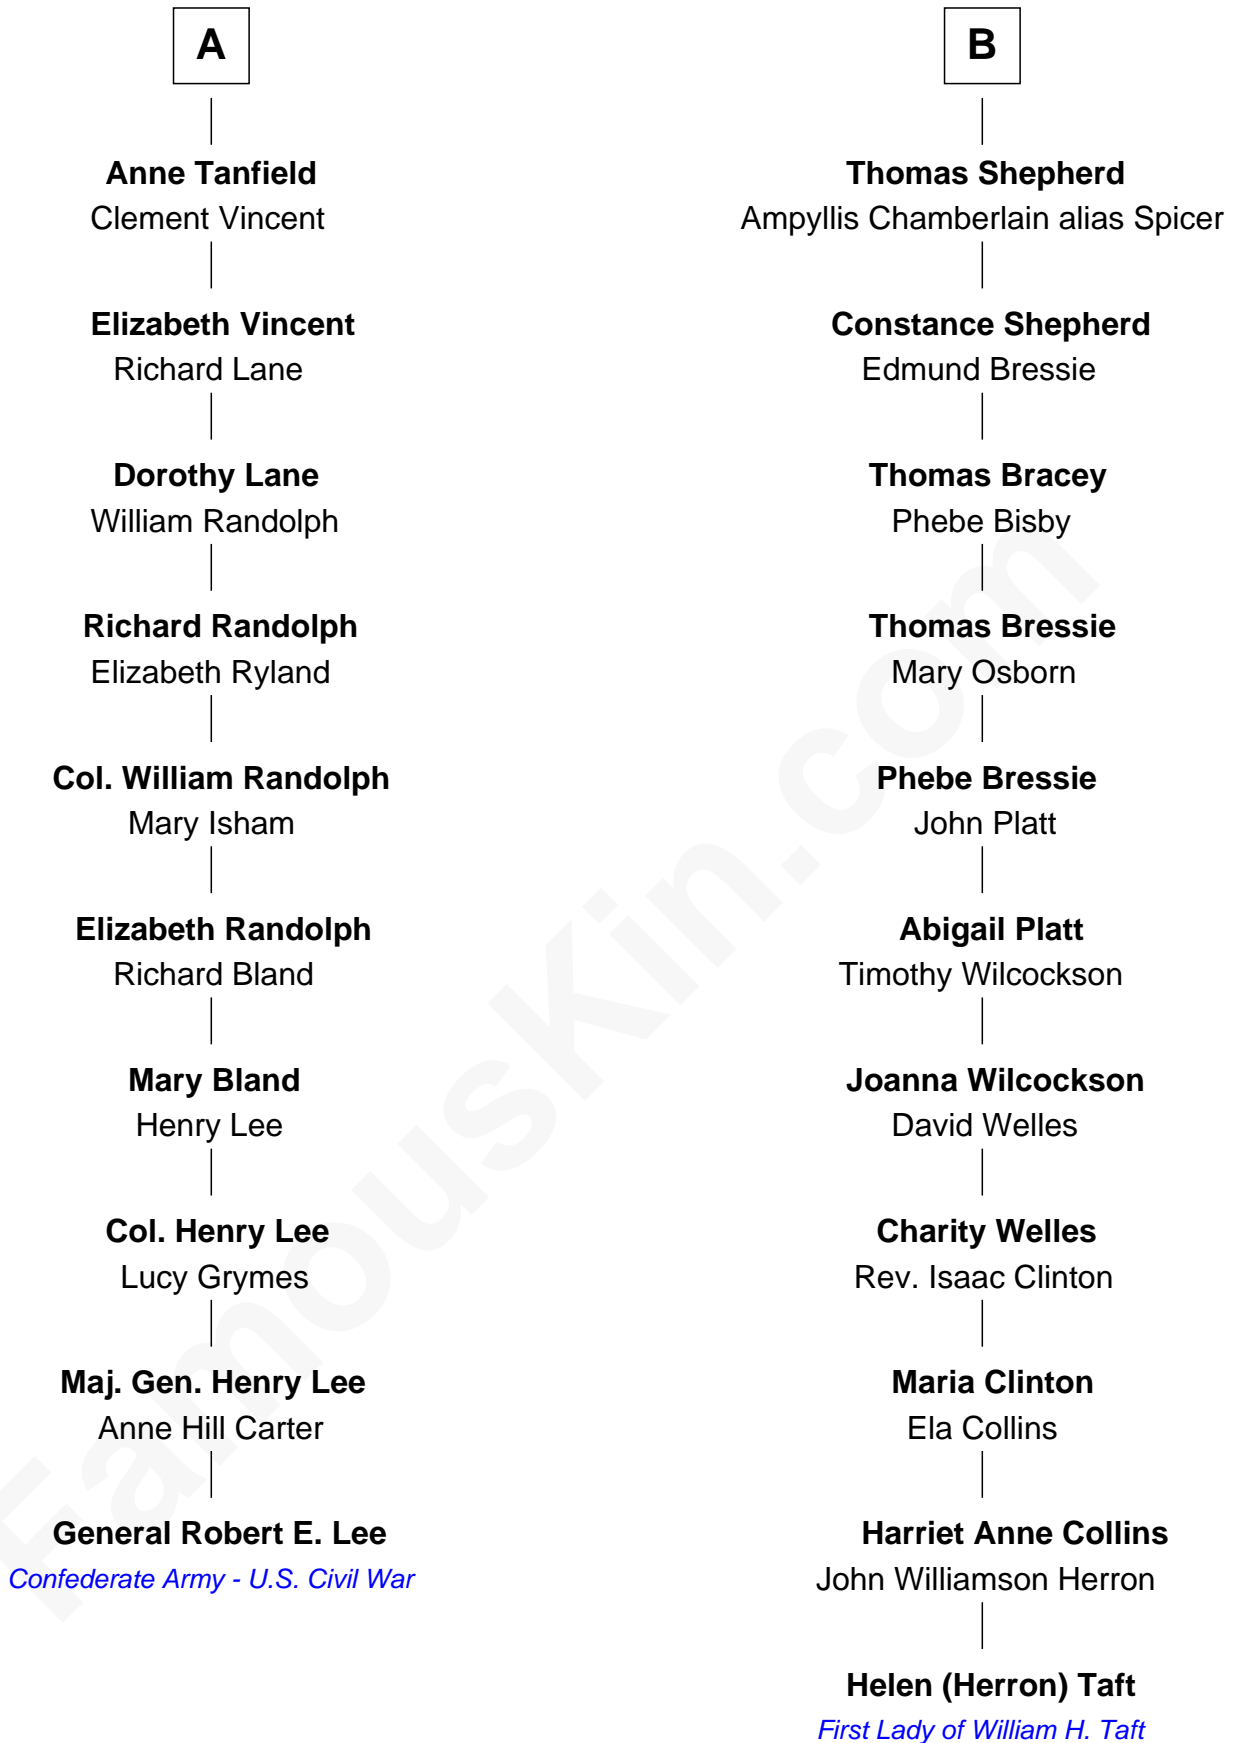 A
Anne Tanfield
Clement Vincent
Elizabeth Vincent
Richard Lane
Dorothy Lane
William Randolph
Richard Randolph
Elizabeth Ryland
Col. William Randolph
Mary Isham
Elizabeth Randolph
Richard Bland
Mary Bland
Henry Lee
Col. Henry Lee
Lucy Grymes
Maj. Gen. Henry Lee
Anne Hill Carter
General Robert E. Lee
Confederate Army - U.S. Civil War
B
Thomas Shepherd
Ampyllis Chamberlain alias Spicer
Constance Shepherd
Edmund Bressie
Thomas Bracey
Phebe Bisby
Thomas Bressie
Mary Osborn
Phebe Bressie
John Platt
Abigail Platt
Timothy Wilcockson
Joanna Wilcockson
David Welles
Charity Welles
Rev. Isaac Clinton
Maria Clinton
Ela Collins
Harriet Anne Collins
John Williamson Herron
Helen (Herron) Taft
First Lady of William H. Taft
FamousKin.com